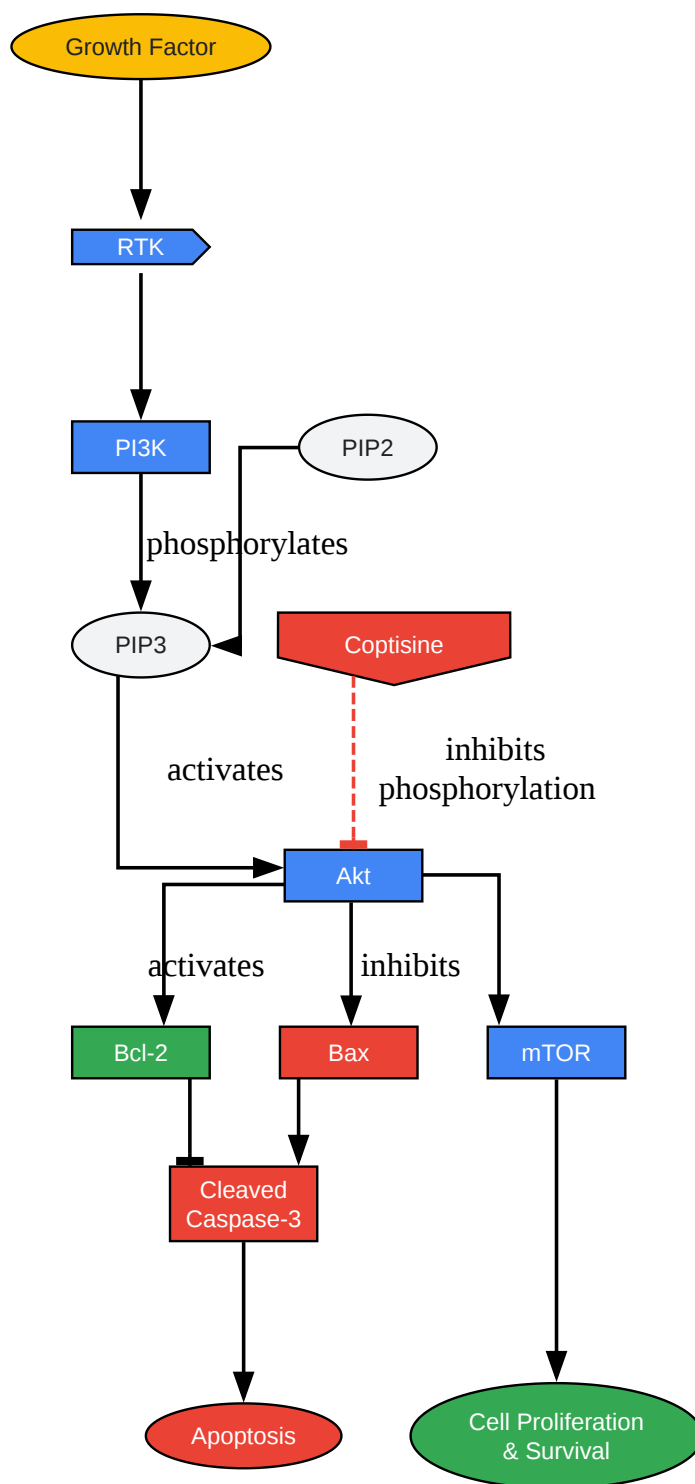 Growth Factor
RTK
PI3K
PIP2
phosphorylates
PIP3
Coptisine
activates
inhibits
phosphorylation
Akt
activates
inhibits
Bcl-2
Bax
mTOR
Cleaved
Caspase-3
Apoptosis
Cell Proliferation
& Survival